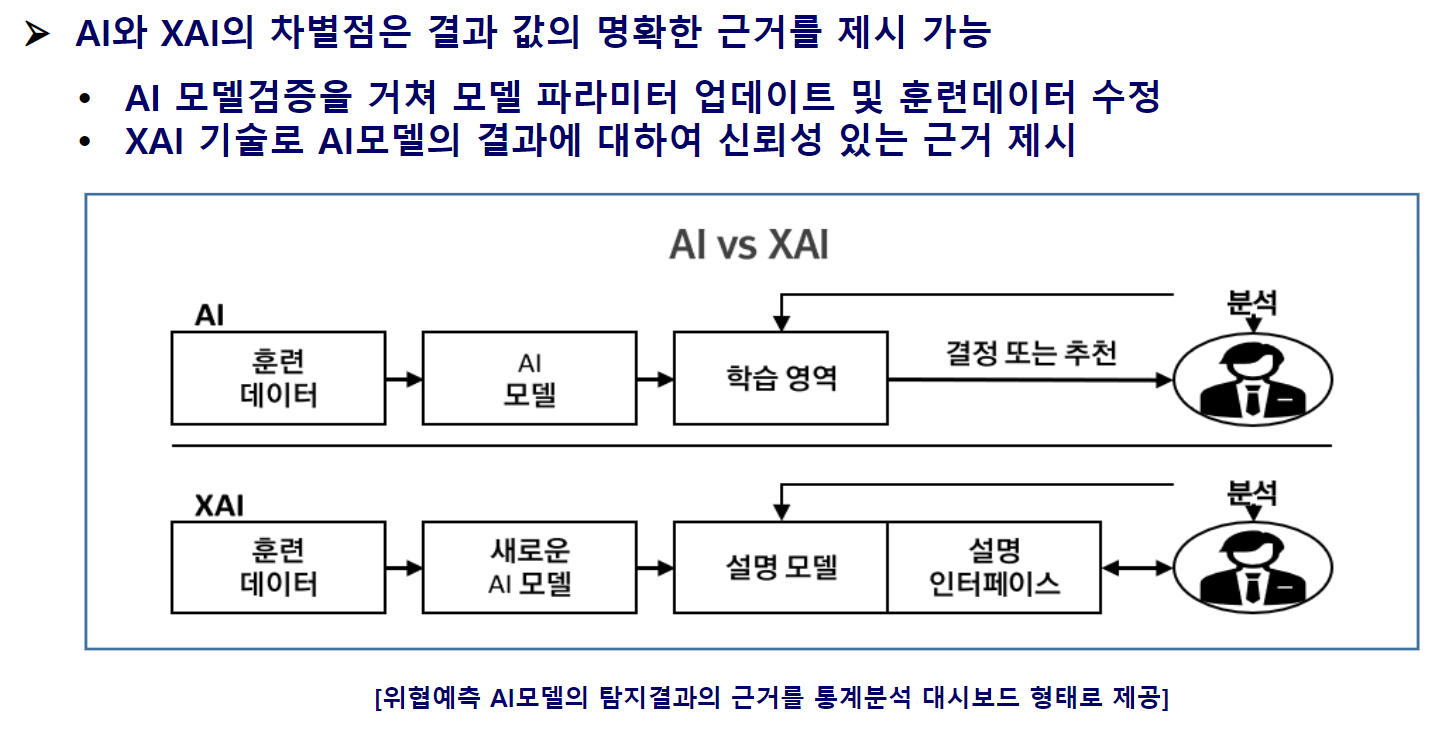 ➢ AI와 XAI의 차별점은 결과 값의 명확한 근거를 제시 가능
• AI 모델검증을 거쳐 모델 파라미터 업데이트 및 훈련데이터 수정
• XAI 기술로 AI모델의 결과에 대하여 신뢰성 있는 근거 제시
AI vs XAI
AI
훈련
데이터
AI
모델
학습 영역
결정 또는 추천
분석
XAI
훈련
데이터
새로운
AI 모델
설명 모델
설명
인터페이스
분석
[위협예측 AI모델의 탐지결과의 근거를 통계분석 대시보드 형태로 제공]